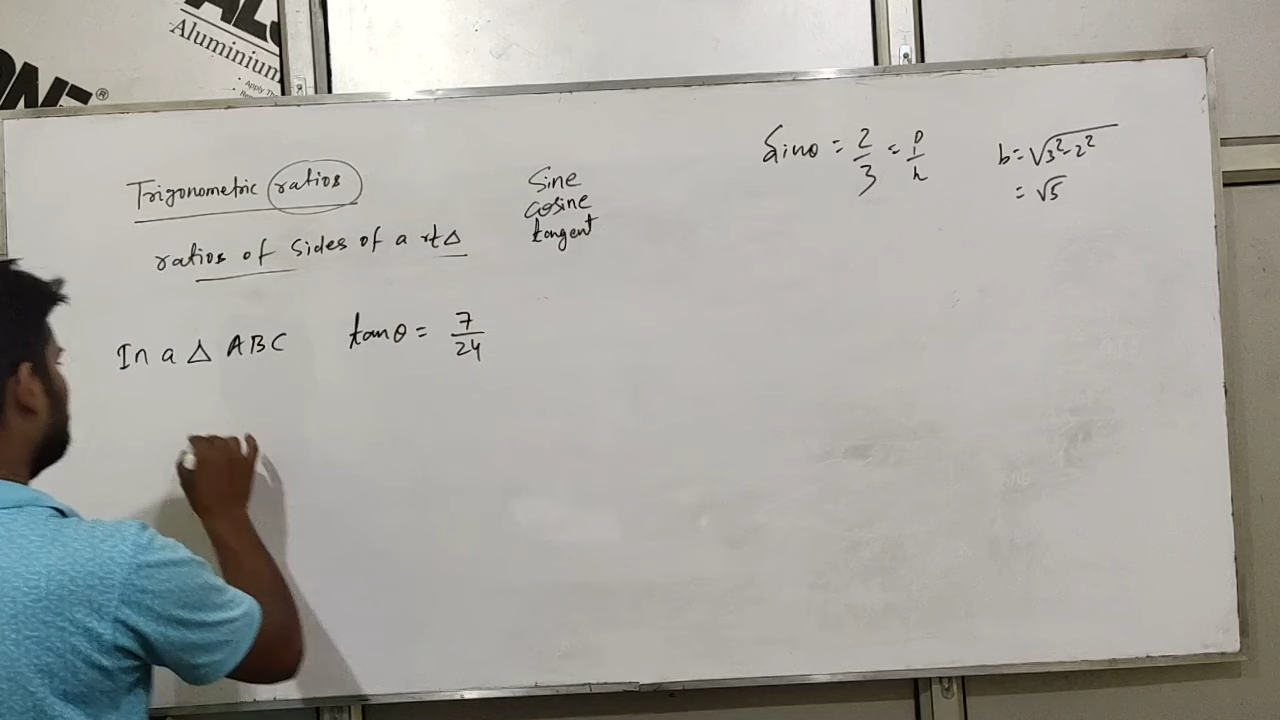 Aluminium
Trigonometric ratios
ratios of sides of a rt△
Sine
cosine
tangent
Sinθ = 2/3 = p/h
b = √3²-2²
= √5
In a △ ABC tanθ = 7/24